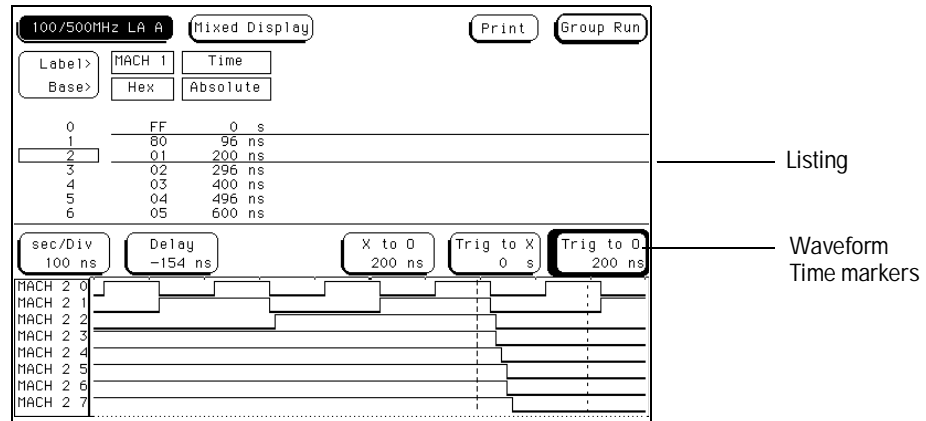 100/500MHz LA A Mixed Display Print Group Run
Label> MACH 1 Time
Base> Hex Absolute
0 FF 0 s
1 80 96 ns
2 01 200 ns
3 02 296 ns
4 03 400 ns
5 04 496 ns
6 05 600 ns
Listing
sec/Div Delay X to O Trig to X Trig to O
100 ns -154 ns 200 ns 0 s 200 ns
Waveform
Time markers
MACH 2 0
MACH 2 1
MACH 2 2
MACH 2 3
MACH 2 4
MACH 2 5
MACH 2 6
MACH 2 7